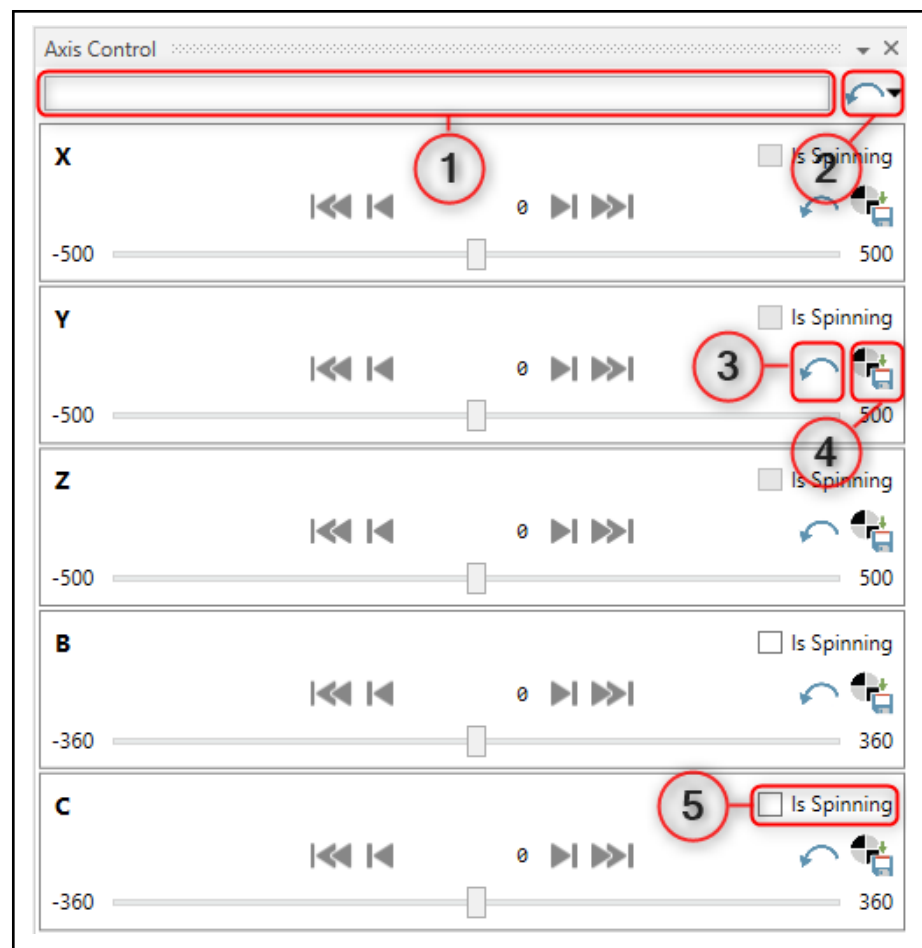 Axis Control
1
2
X Is Spinning
0
-500 500
Y Is Spinning
3
0
-500 500
4
Z Is Spinning
0
-500 500
B Is Spinning
0
-360 360
C 5 Is Spinning
0
-360 360